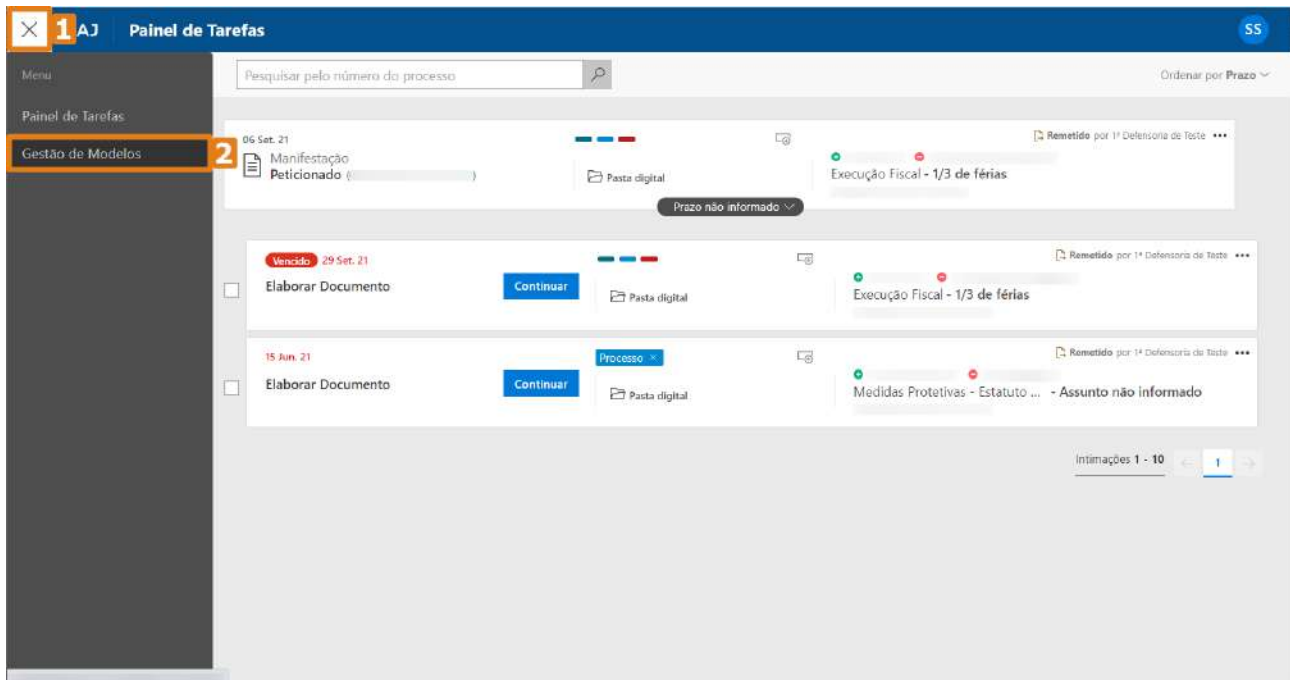 1 AJ Painel de Tarefas SS
Menu
Painel de Tarefas
Gestão de Modelos 2
Pesquisar pelo número do processo
Ordenar por Prazo
06 Set. 21
Manifestação
Peticionado ( )
Pasta digital
Remetido por 1ª Defensoria de Teste •••
Execução Fiscal - 1/3 de férias
Prazo não informado
Vencido 29 Set. 21
Elaborar Documento
Continuar
Pasta digital
Remetido por 1ª Defensoria de Teste •••
Execução Fiscal - 1/3 de férias
15 Jun. 21
Elaborar Documento
Continuar
Processo ×
Pasta digital
Remetido por 1ª Defensoria de Teste •••
Medidas Protetivas - Estatuto ... - Assunto não informado
Intimações 1 - 10 ← 1 →